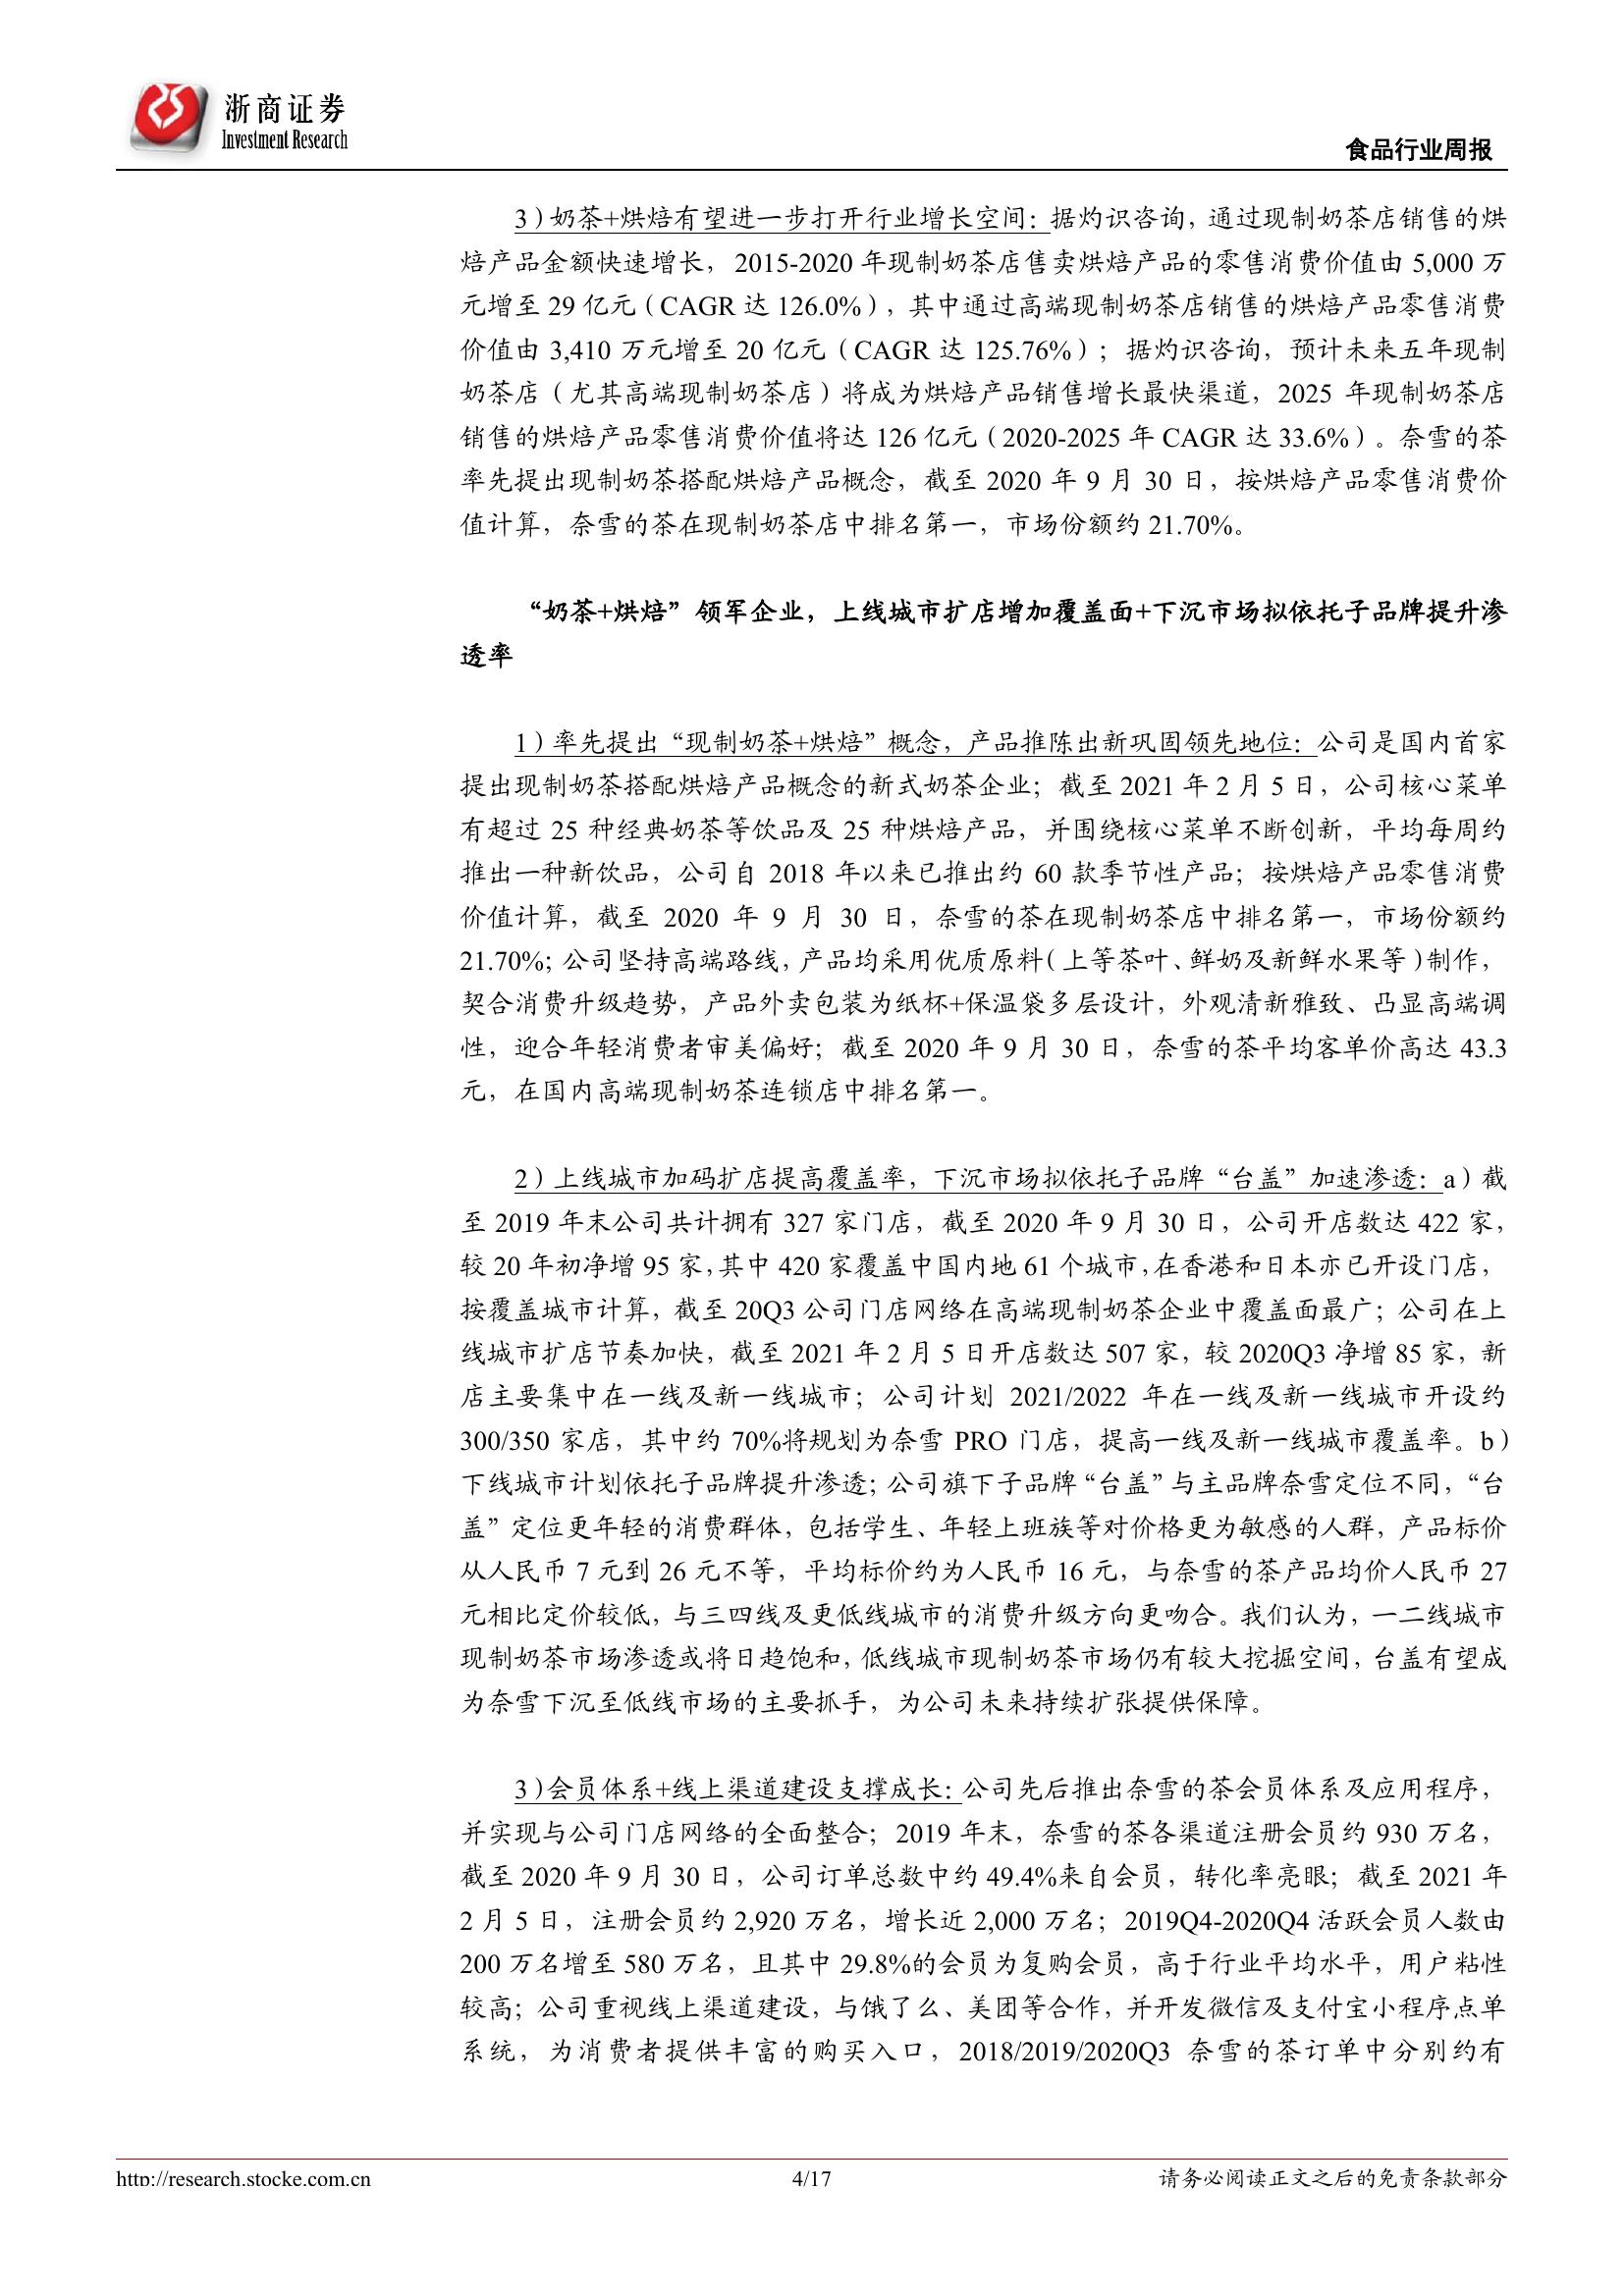 浙商证券
Investment Research
食品行业周报
3）奶茶+烘焙有望进一步打开行业增长空间：据灼识咨询，通过现制奶茶店销售的烘
焙产品金额快速增长，2015-2020 年现制奶茶店售卖烘焙产品的零售消费价值由 5,000 万
元增至 29 亿元（CAGR 达 126.0%），其中通过高端现制奶茶店销售的烘焙产品零售消费
价值由 3,410 万元增至 20 亿元（CAGR 达 125.76%）；据灼识咨询，预计未来五年现制
奶茶店（尤其高端现制奶茶店）将成为烘焙产品销售增长最快渠道，2025 年现制奶茶店
销售的烘焙产品零售消费价值将达 126 亿元（2020-2025 年 CAGR 达 33.6%）。奈雪的茶
率先提出现制奶茶搭配烘焙产品概念，截至 2020 年 9 月 30 日，按烘焙产品零售消费价
值计算，奈雪的茶在现制奶茶店中排名第一，市场份额约 21.70%。
“奶茶+烘焙”领军企业，上线城市扩店增加覆盖面+下沉市场拟依托子品牌提升渗
透率
1）率先提出“现制奶茶+烘焙”概念，产品推陈出新巩固领先地位：公司是国内首家
提出现制奶茶搭配烘焙产品概念的新式奶茶企业；截至 2021 年 2 月 5 日，公司核心菜单
有超过 25 种经典奶茶等饮品及 25 种烘焙产品，并围绕核心菜单不断创新，平均每周约
推出一种新饮品，公司自 2018 年以来已推出约 60 款季节性产品；按烘焙产品零售消费
价值计算，截至 2020 年 9 月 30 日，奈雪的茶在现制奶茶店中排名第一，市场份额约
21.70%；公司坚持高端路线，产品均采用优质原料（上等茶叶、鲜奶及新鲜水果等）制作，
契合消费升级趋势，产品外卖包装为纸杯+保温袋多层设计，外观清新雅致、凸显高端调
性，迎合年轻消费者审美偏好；截至 2020 年 9 月 30 日，奈雪的茶平均客单价高达 43.3
元，在国内高端现制奶茶连锁店中排名第一。
2）上线城市加码扩店提高覆盖率，下沉市场拟依托子品牌“台盖”加速渗透：a）截
至 2019 年末公司共计拥有 327 家门店，截至 2020 年 9 月 30 日，公司开店数达 422 家，
较 20 年初净增 95 家，其中 420 家覆盖中国内地 61 个城市，在香港和日本亦已开设门店，
按覆盖城市计算，截至 20Q3 公司门店网络在高端现制奶茶企业中覆盖面最广；公司在上
线城市扩店节奏加快，截至 2021 年 2 月 5 日开店数达 507 家，较 2020Q3 净增 85 家，新
店主要集中在一线及新一线城市；公司计划 2021/2022 年在一线及新一线城市开设约
300/350 家店，其中约 70%将规划为奈雪 PRO 门店，提高一线及新一线城市覆盖率。b）
下线城市计划依托子品牌提升渗透；公司旗下子品牌“台盖”与主品牌奈雪定位不同，“台
盖”定位更年轻的消费群体，包括学生、年轻上班族等对价格更为敏感的人群，产品标价
从人民币 7 元到 26 元不等，平均标价约为人民币 16 元，与奈雪的茶产品均价人民币 27
元相比定价较低，与三四线及更低线城市的消费升级方向更吻合。我们认为，一二线城市
现制奶茶市场渗透或将日趋饱和，低线城市现制奶茶市场仍有较大挖掘空间，台盖有望成
为奈雪下沉至低线市场的主要抓手，为公司未来持续扩张提供保障。
3）会员体系+线上渠道建设支撑成长：公司先后推出奈雪的茶会员体系及应用程序，
并实现与公司门店网络的全面整合；2019 年末，奈雪的茶各渠道注册会员约 930 万名，
截至 2020 年 9 月 30 日，公司订单总数中约 49.4%来自会员，转化率亮眼；截至 2021 年
2 月 5 日，注册会员约 2,920 万名，增长近 2,000 万名；2019Q4-2020Q4 活跃会员人数由
200 万名增至 580 万名，且其中 29.8%的会员为复购会员，高于行业平均水平，用户粘性
较高；公司重视线上渠道建设，与饿了么、美团等合作，并开发微信及支付宝小程序点单
系统，为消费者提供丰富的购买入口，2018/2019/2020Q3 奈雪的茶订单中分别约有
http://research.stocke.com.cn
4/17
请务必阅读正文之后的免责条款部分